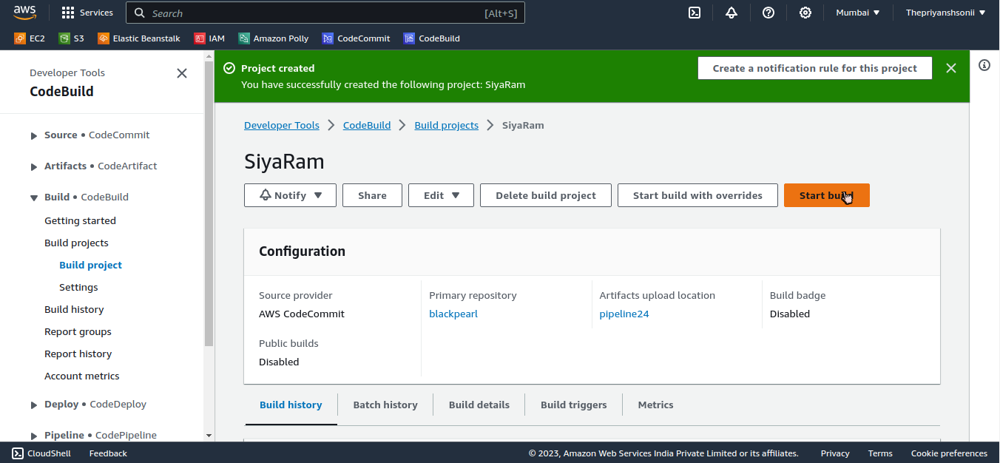 aws
Services
Search [Alt+S]
Mumbai
Thepriyanshsonii
EC2 S3 Elastic Beanstalk IAM Amazon Polly CodeCommit CodeBuild
Developer Tools
CodeBuild
Source • CodeCommit
Artifacts • CodeArtifact
Build • CodeBuild
Getting started
Build projects
Build project
Settings
Build history
Report groups
Report history
Account metrics
Deploy • CodeDeploy
Pipeline • CodePipeline
Project created
You have successfully created the following project: SiyaRam
Create a notification rule for this project
Developer Tools CodeBuild Build projects SiyaRam
SiyaRam
Notify Share Edit Delete build project Start build with overrides Start build
Configuration
Source provider
AWS CodeCommit
Primary repository
blackpearl
Artifacts upload location
pipeline24
Build badge
Disabled
Public builds
Disabled
Build history Batch history Build details Build triggers Metrics
CloudShell Feedback © 2023, Amazon Web Services India Private Limited or its affiliates. Privacy Terms Cookie preferences